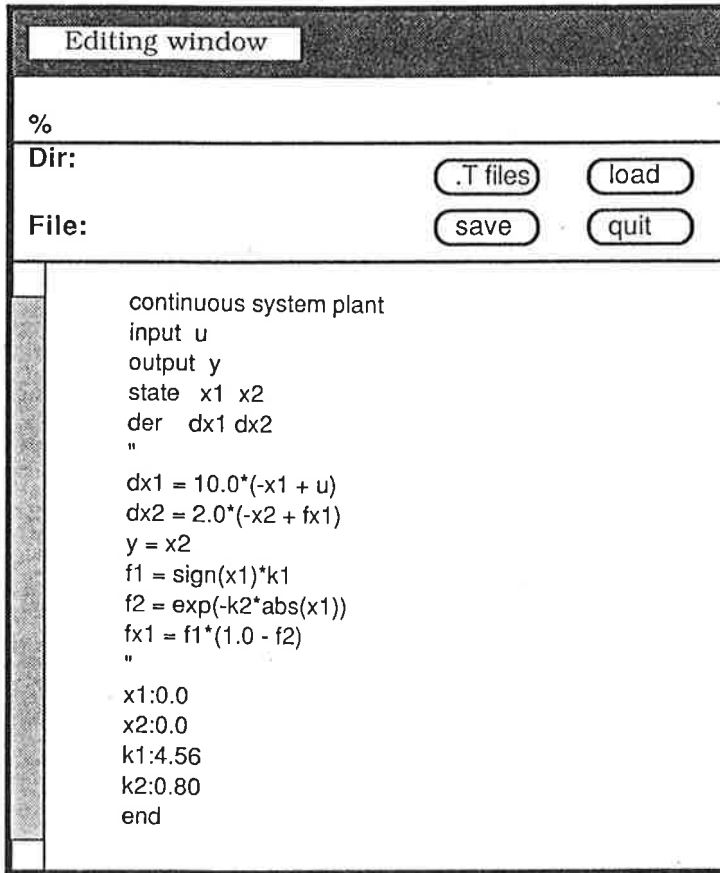 Editing window
%
Dir:
.T files load
File:
save quit
continuous system plant
input u
output y
state x1 x2
der dx1 dx2
"
dx1 = 10.0*(-x1 + u)
dx2 = 2.0*(-x2 + fx1)
y = x2
f1 = sign(x1)*k1
f2 = exp(-k2*abs(x1))
fx1 = f1*(1.0 - f2)
"
x1:0.0
x2:0.0
k1:4.56
k2:0.80
end